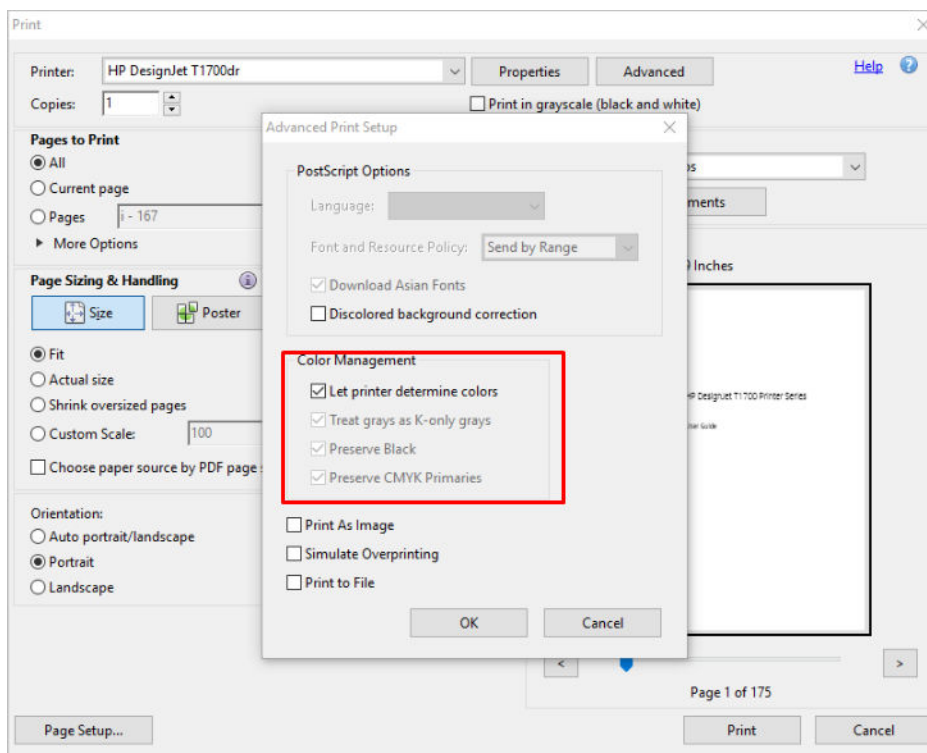 Print
Printer: HP DesignJet T1700dr Properties Advanced Help
Copies: 1 Print in grayscale (black and white)
Pages to Print
All
Current page
Pages i - 167
More Options
Page Sizing & Handling
Size Poster
Fit
Actual size
Shrink oversized pages
Custom Scale: 100
Choose paper source by PDF page
Orientation:
Auto portrait/landscape
Portrait
Landscape
Advanced Print Setup
PostScript Options
Language:
Font and Resource Policy: Send by Range
Download Asian Fonts
Discolored background correction
Color Management
Let printer determine colors
Treat grays as K-only grays
Preserve Black
Preserve CMYK Primaries
Print As Image
Simulate Overprinting
Print to File
OK Cancel
Inches
HP DesignJet T1700 Printer Series
User Guide
< >
Page 1 of 175
Page Setup... Print Cancel